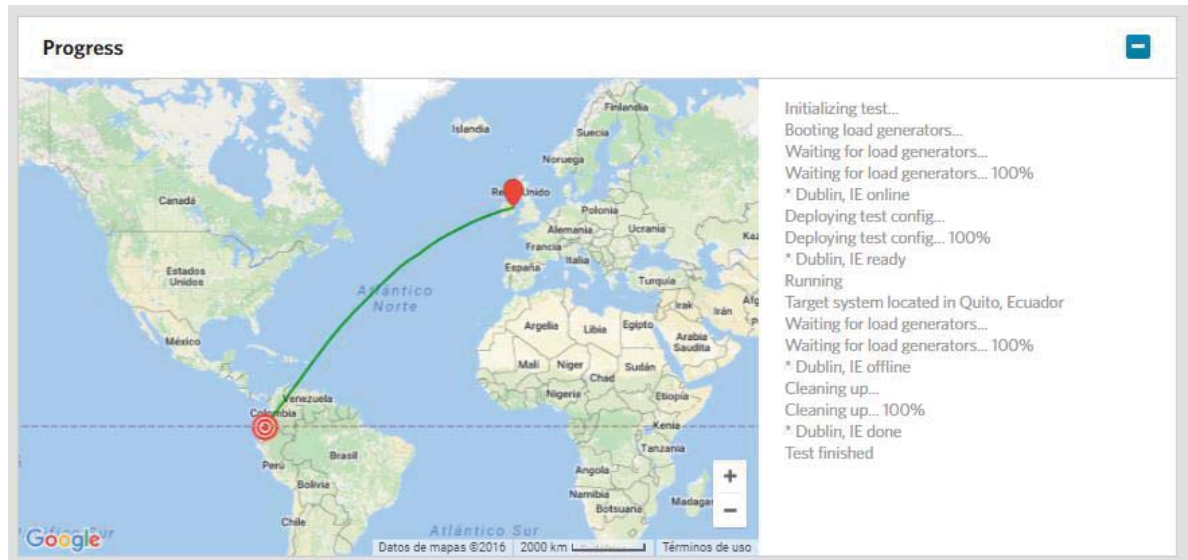 Progress
Finlandia
Islandia
Suecia
Noruega
Canadá
Unido
Polonia
Alemania
Ucrania
Francia
Estados
Unidos
España
Italia
Turquía
Atlántico
Norte
Irak
Irán
Argelia
Libia
Egipto
Arabia
Saudita
México
Malí
Níger
Sudán
Chad
Venezuela
Nigeria
Etiopía
Colombia
Kenia
Tanzania
Perú
Brasil
Angola
Bolivia
Namibia
Botsuana
Chile
Atlántico Sur
Google
Datos de mapas ©2016
2000 km
Términos de uso
+
−
Initializing test...
Booting load generators...
Waiting for load generators...
Waiting for load generators... 100%
* Dublin, IE online
Deploying test config...
Deploying test config... 100%
* Dublin, IE ready
Running
Target system located in Quito, Ecuador
Waiting for load generators...
Waiting for load generators... 100%
* Dublin, IE offline
Cleaning up...
Cleaning up... 100%
* Dublin, IE done
Test finished